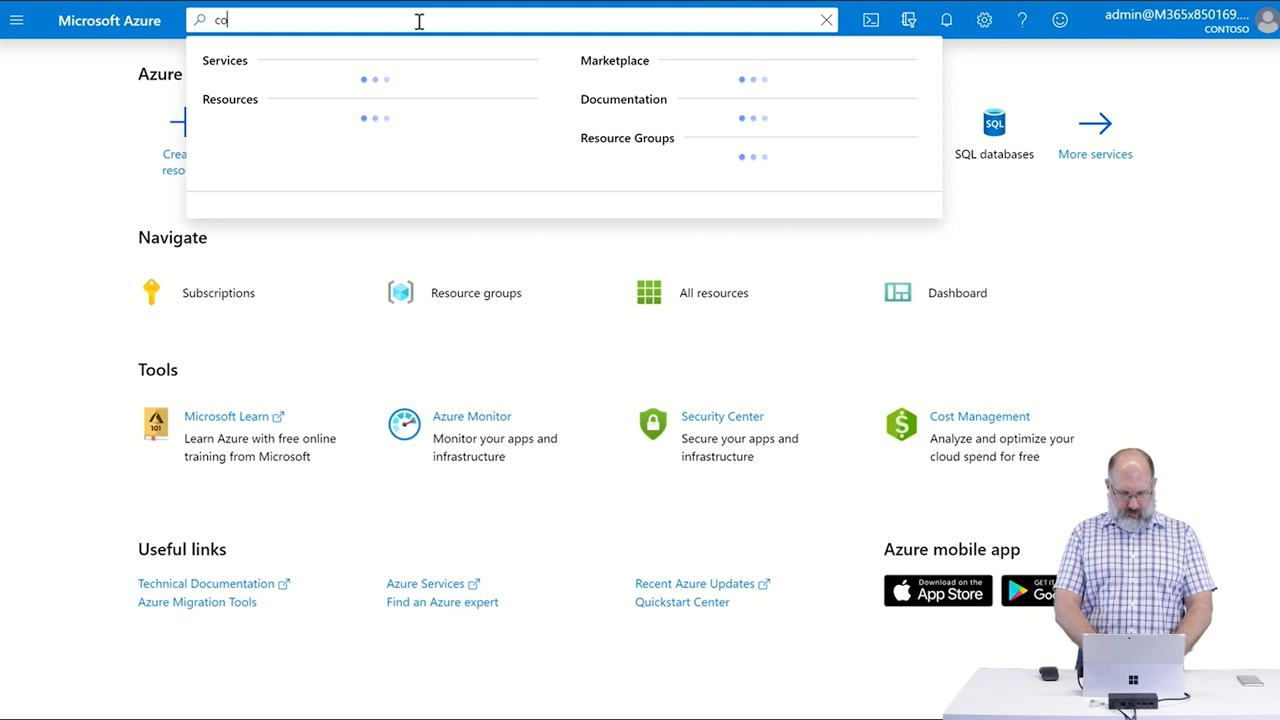 Microsoft Azure
co
admin@M365x850169....
CONTOSO
Azure
Services
Marketplace
Resources
Documentation
Resource Groups
Crea
reso
SQL
SQL databases
More services
Navigate
Subscriptions
Resource groups
All resources
Dashboard
Tools
101
Microsoft Learn
Learn Azure with free online
training from Microsoft
Azure Monitor
Monitor your apps and
infrastructure
Security Center
Secure your apps and
infrastructure
$
Cost Management
Analyze and optimize your
cloud spend for free
Useful links
Technical Documentation
Azure Services
Recent Azure Updates
Azure Migration Tools
Find an Azure expert
Quickstart Center
Azure mobile app
Download on the
App Store
GET I
Go